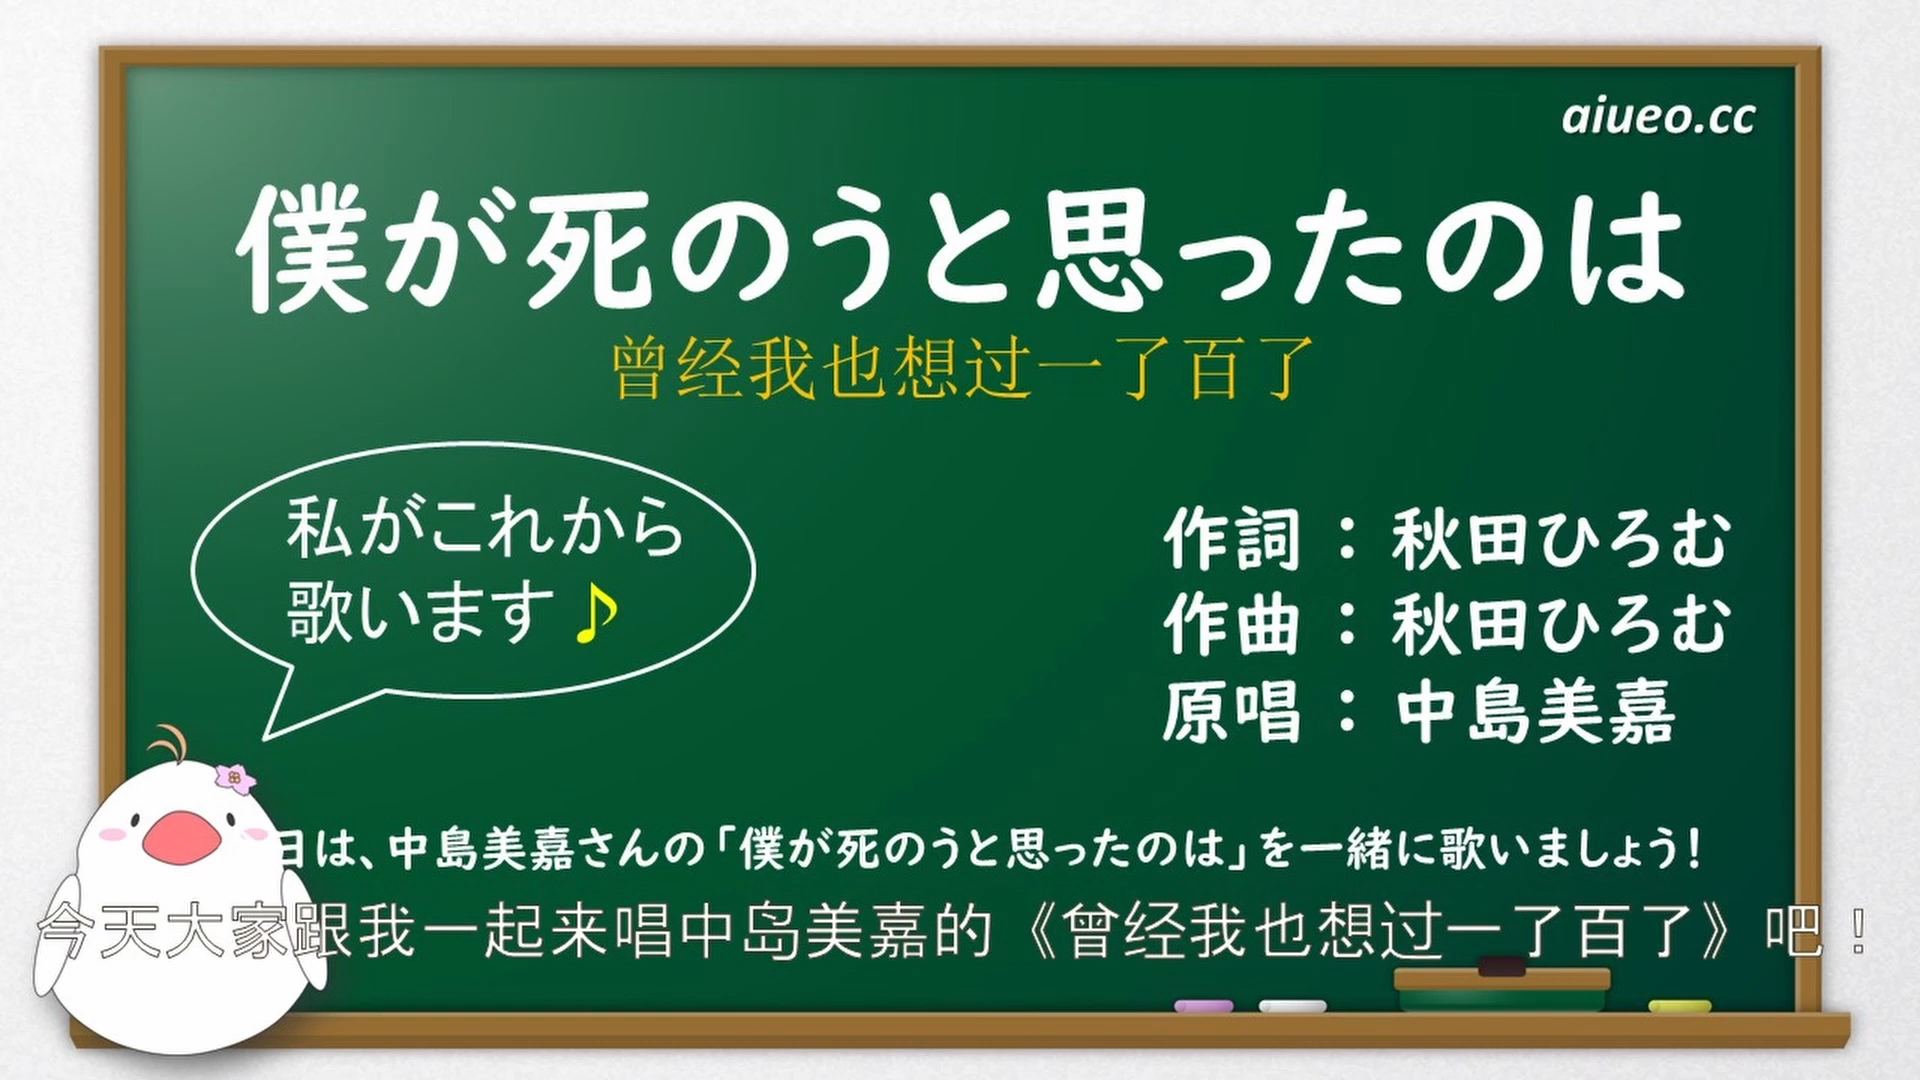 aiueo.cc
僕が死のうと思ったのは
曾经我也想过一了百了
私がこれから
歌います♪
作詞：秋田ひろむ
作曲：秋田ひろむ
原唱：中島美嘉
日は、中島美嘉さんの「僕が死のうと思ったのは」を一緒に歌いましょう！
今天大家跟我一起来唱中岛美嘉的《曾经我也想过一了百了》吧！